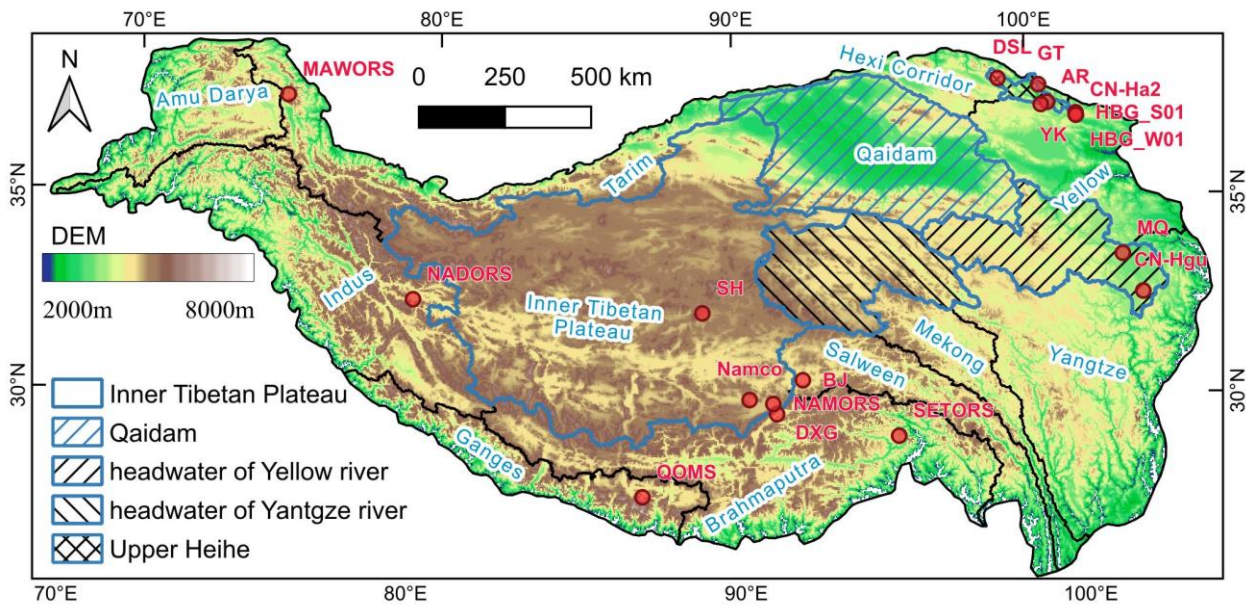 70°E
80°E
90°E
100°E
N
MAWORS
Amu Darya
0
250
500 km
DSL
GT
Hexi Corridor
AR
CN-Ha2
HBG_S01
YK
HBG_W01
Qaidam
35°N
Tarim
Yellow
35°N
DEM
MQ
CN-Hgu
2000m
8000m
Indus
NADORS
SH
Inner Tibetan
Plateau
Mekong
Yangtze
Salween
30°N
Namco
BJ
NAMORS
SETORS
30°N
DXG
Inner Tibetan Plateau
Qaidam
headwater of Yellow river
headwater of Yantgze river
Upper Heihe
Ganges
QOMS
Brahmaputra
70°E
80°E
90°E
100°E